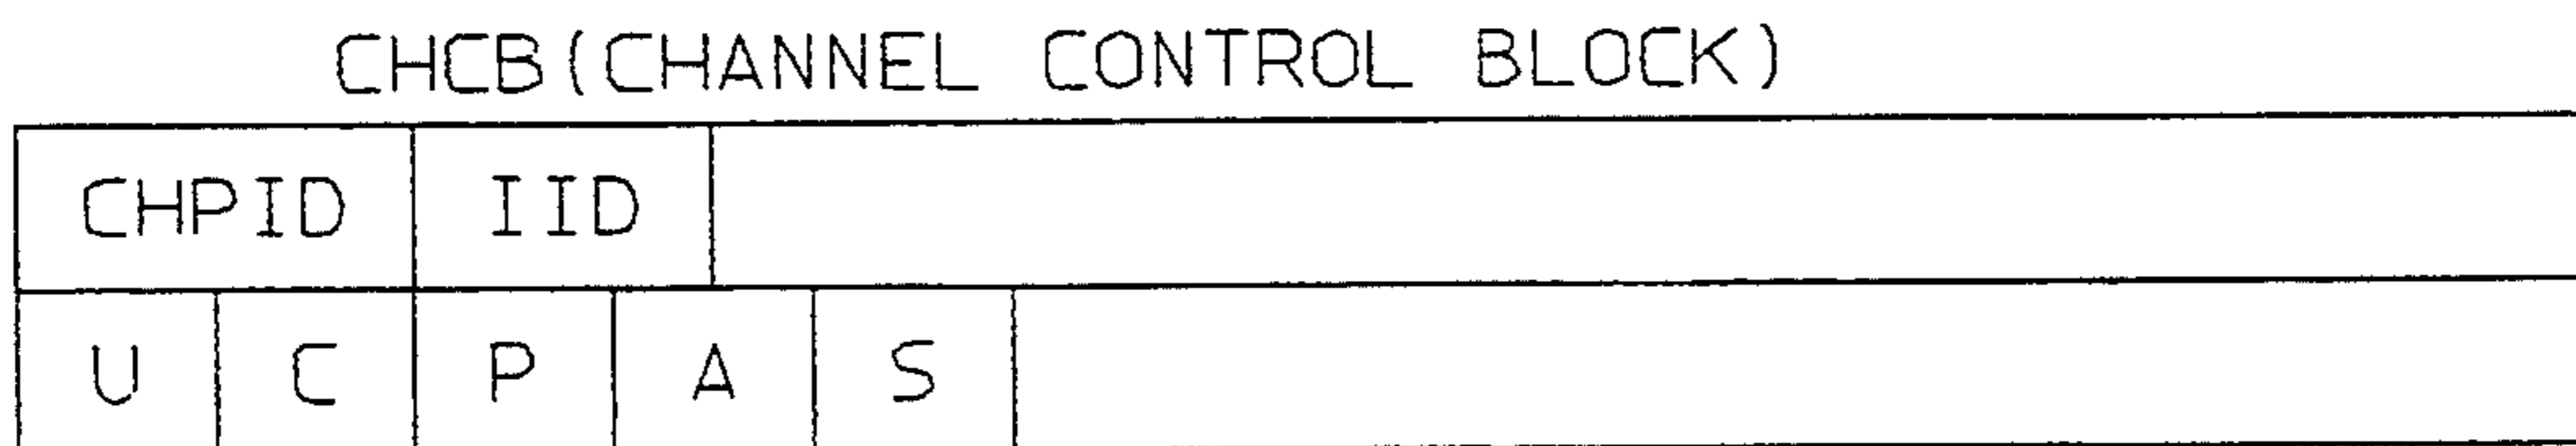 CHCB(CHANNEL CONTROL BLOCK)
CHPID IID
U C P A S